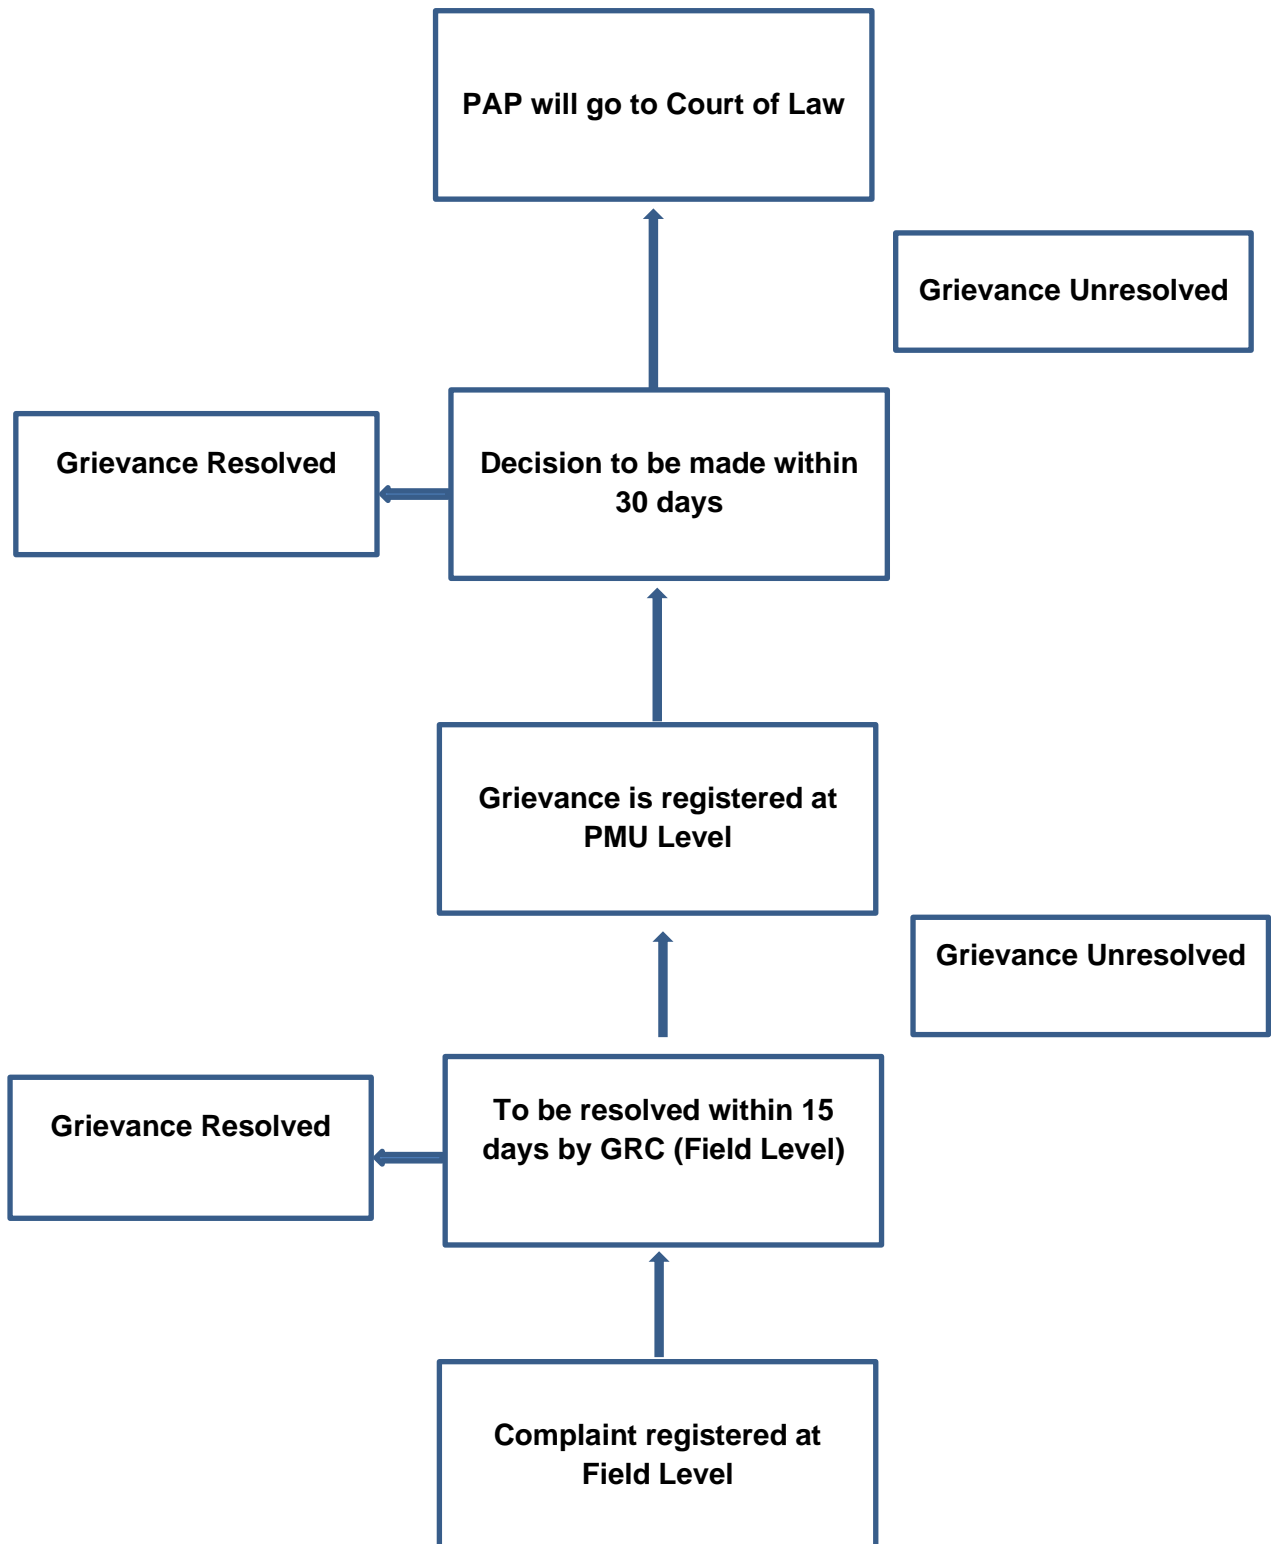 PAP will go to Court of Law
Grievance Unresolved
Grievance Resolved
Decision to be made within
30 days
Grievance is registered at
PMU Level
Grievance Unresolved
Grievance Resolved
To be resolved within 15
days by GRC (Field Level)
Complaint registered at
Field Level